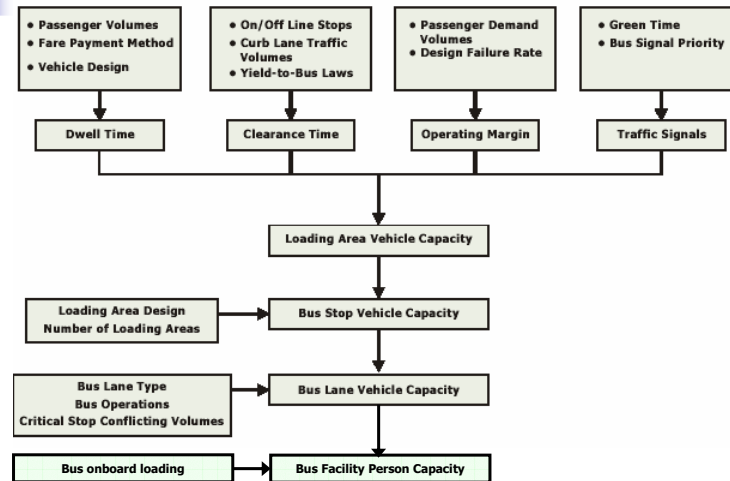 • Passenger Volumes
• Fare Payment Method
• Vehicle Design
• On/Off Line Stops
• Curb Lane Traffic
Volumes
• Yield-to-Bus Laws
• Passenger Demand
Volumes
• Design Failure Rate
• Green Time
• Bus Signal Priority
Dwell Time
Clearance Time
Operating Margin
Traffic Signals
Loading Area Vehicle Capacity
Loading Area Design
Number of Loading Areas
Bus Stop Vehicle Capacity
Bus Lane Type
Bus Operations
Critical Stop Conflicting Volumes
Bus Lane Vehicle Capacity
Bus onboard loading
Bus Facility Person Capacity